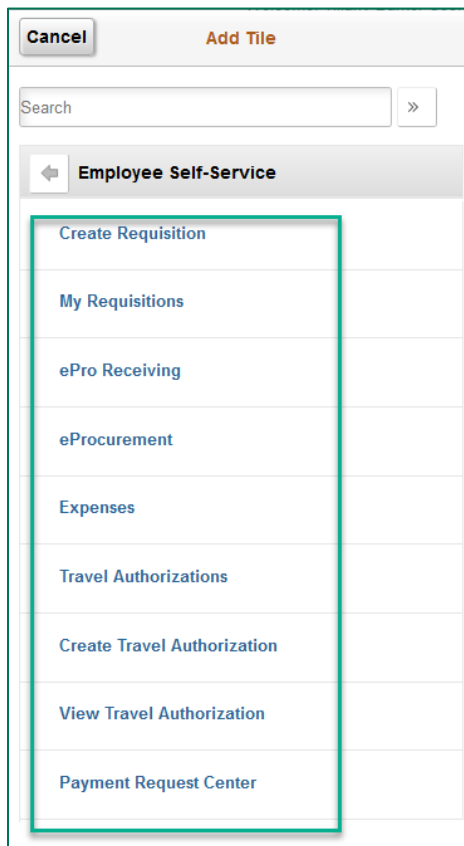 Cancel
Add Tile
Search
»
Employee Self-Service
Create Requisition
My Requisitions
ePro Receiving
eProcurement
Expenses
Travel Authorizations
Create Travel Authorization
View Travel Authorization
Payment Request Center